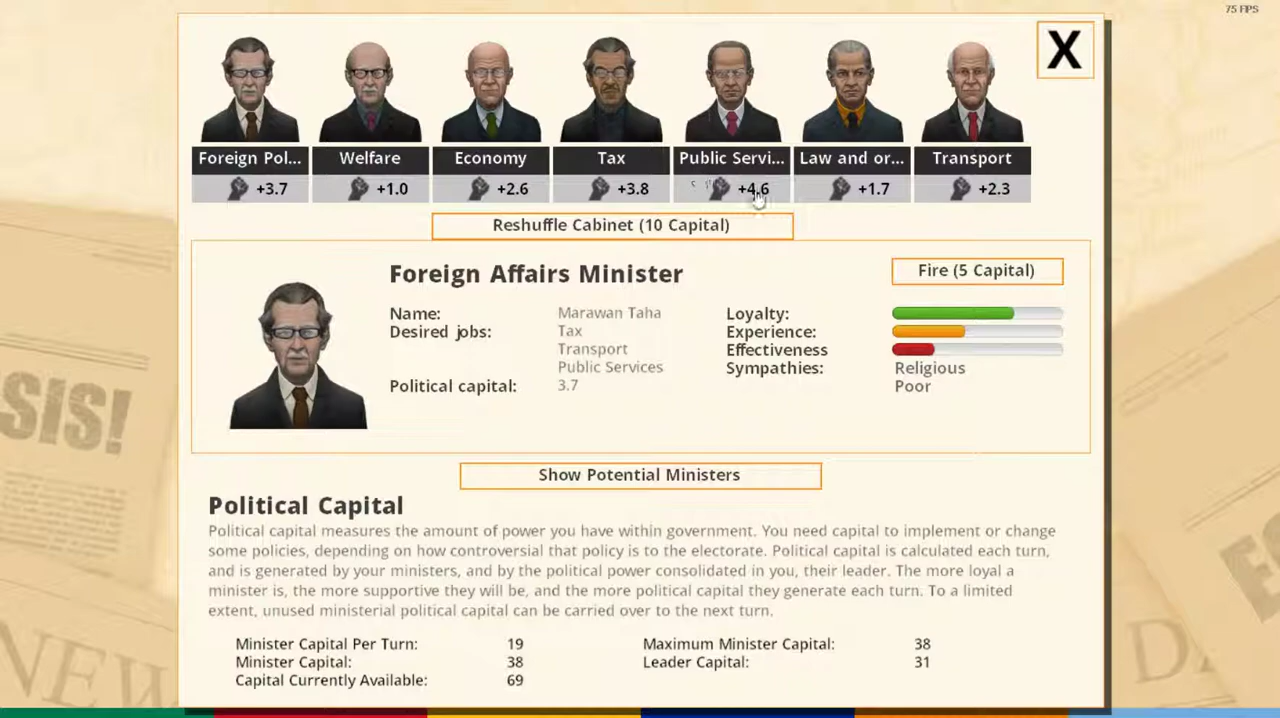 75 FPS
X
Foreign Pol... Welfare Economy Tax Public Servi... Law and or... Transport
+3.7 +1.0 +2.6 +3.8 +4.6 +1.7 +2.3
Reshuffle Cabinet (10 Capital)
Foreign Affairs Minister
Fire (5 Capital)
Name: Marawan Taha Loyalty:
Desired jobs: Tax Experience:
Transport Effectiveness
Public Services Sympathies: Religious
Political capital: 3.7 Poor
Show Potential Ministers
Political Capital
Political capital measures the amount of power you have within government. You need capital to implement or change
some policies, depending on how controversial that policy is to the electorate. Political capital is calculated each turn,
and is generated by your ministers, and by the political power consolidated in you, their leader. The more loyal a
minister is, the more supportive they will be, and the more political capital they generate each turn. To a limited
extent, unused ministerial political capital can be carried over to the next turn.
Minister Capital Per Turn: 19 Maximum Minister Capital: 38
Minister Capital: 38 Leader Capital: 31
Capital Currently Available: 69
SIS!
NEW